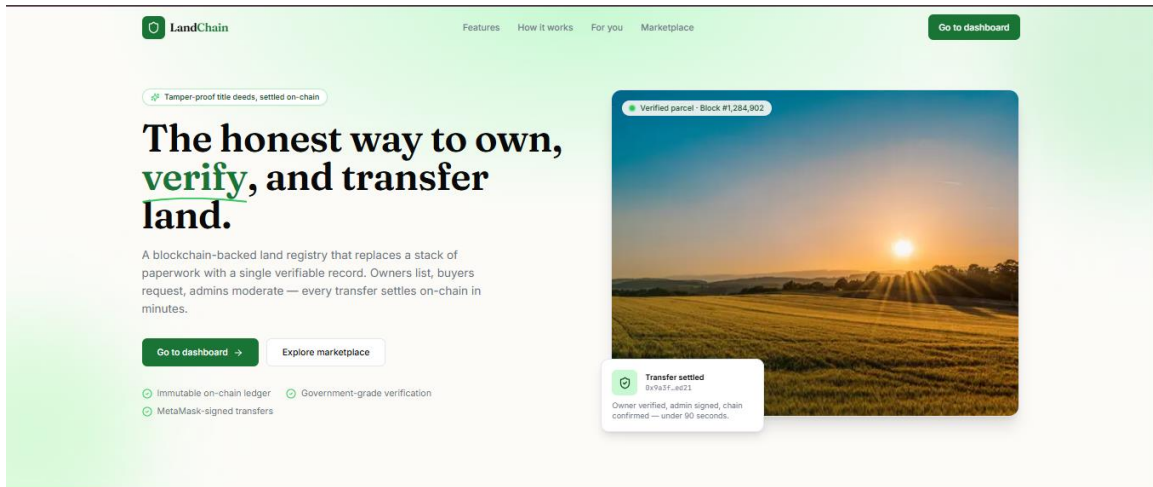 LandChain
Features
How it works
For you
Marketplace
Go to dashboard
Tamper-proof title deeds, settled on-chain
The honest way to own,
verify, and transfer
land.
A blockchain-backed land registry that replaces a stack of
paperwork with a single verifiable record. Owners list, buyers
request, admins moderate — every transfer settles on-chain in
minutes.
Go to dashboard →
Explore marketplace
Immutable on-chain ledger
Government-grade verification
MetaMask-signed transfers
Verified parcel · Block #1,284,902
Transfer settled
0x9a3f…ed21
Owner verified, admin signed, chain
confirmed — under 90 seconds.